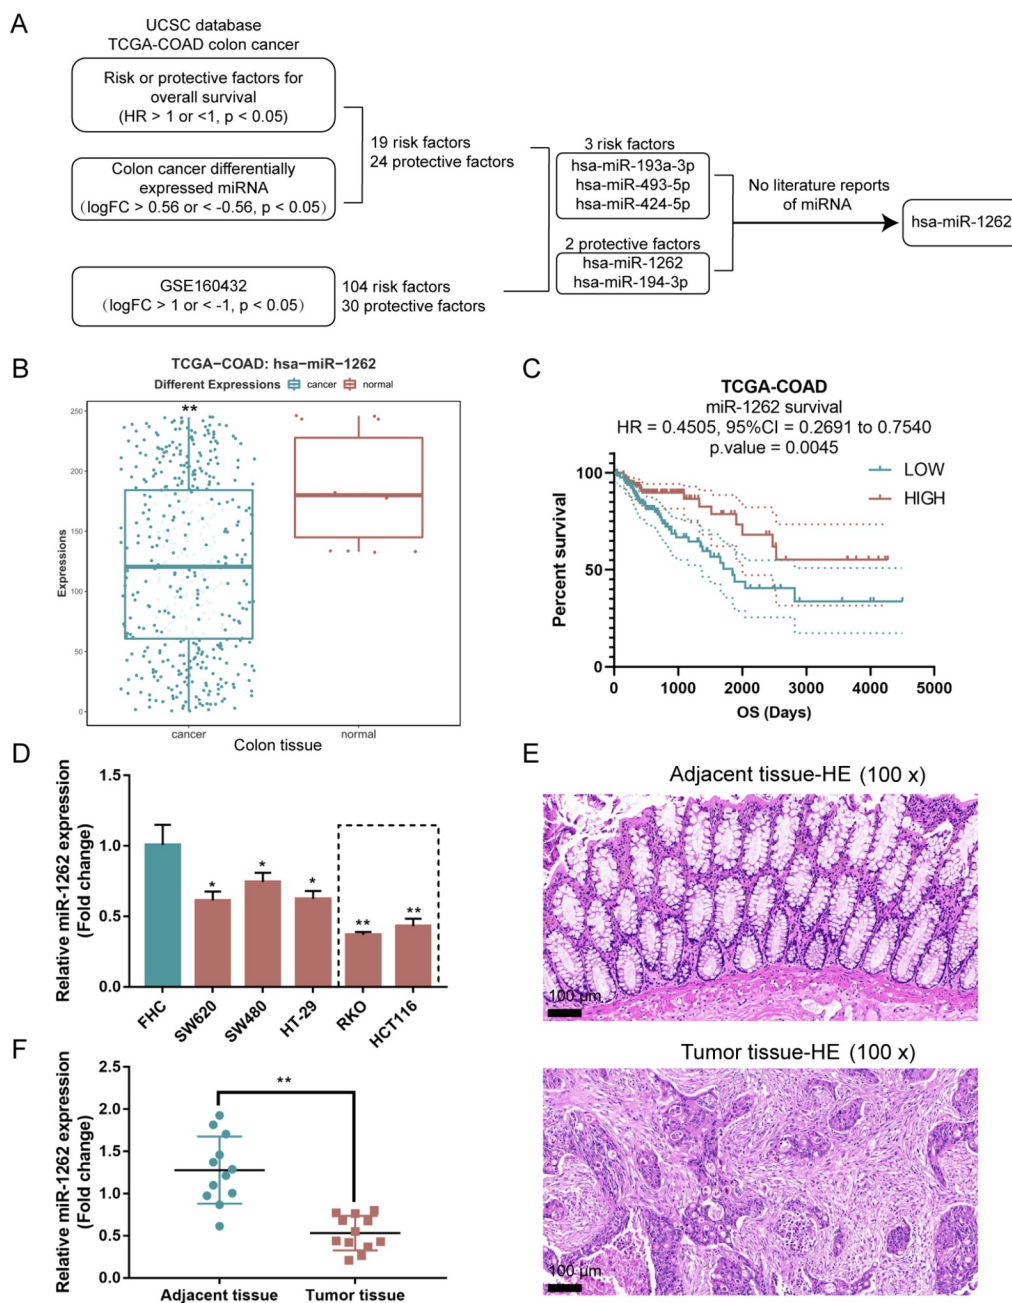 A
UCSC database
TCGA-COAD colon cancer
Risk or protective factors for
overall survival
(HR > 1 or <1, p < 0.05)
Colon cancer differentially
expressed miRNA
(logFC > 0.56 or < -0.56, p < 0.05)
GSE160432
(logFC > 1 or < -1, p < 0.05)
19 risk factors
24 protective factors
104 risk factors
30 protective factors
3 risk factors
hsa-miR-193a-3p
hsa-miR-493-5p
hsa-miR-424-5p
2 protective factors
hsa-miR-1262
hsa-miR-194-3p
No literature reports
of miRNA
hsa-miR-1262
B
TCGA−COAD: hsa−miR−1262
Different Expressions cancer normal
**
Expressions
250
200
150
100
50
0
cancer
normal
Colon tissue
C
TCGA-COAD
miR-1262 survival
HR = 0.4505, 95%CI = 0.2691 to 0.7540
p.value = 0.0045
LOW
HIGH
Percent survival
100
50
0
0 1000 2000 3000 4000 5000
OS (Days)
D
Relative miR-1262 expression
(Fold change)
1.5
1.0
0.5
0.0
* * * ** **
FHC SW620 SW480 HT-29 RKO HCT116
E
Adjacent tissue-HE (100 x)
100 μm
Tumor tissue-HE (100 x)
100 μm
F
Relative miR-1262 expression
(Fold change)
2.5
2.0
1.5
1.0
0.5
0.0
**
Adjacent tissue Tumor tissue